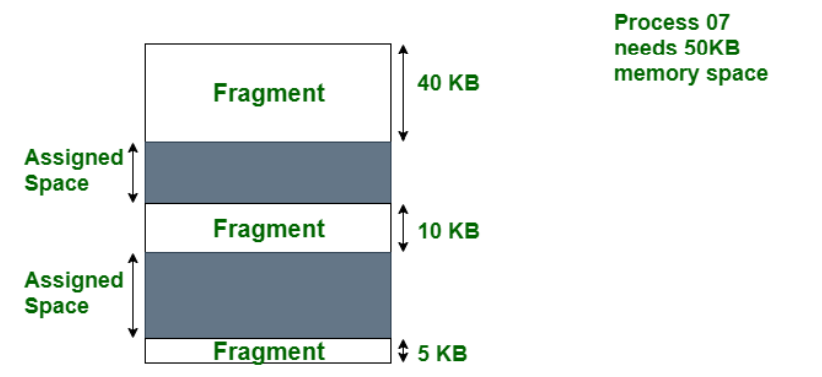 Process 07
needs 50KB
memory space
Fragment
40 KB
Assigned
Space
Fragment
10 KB
Assigned
Space
Fragment
5 KB